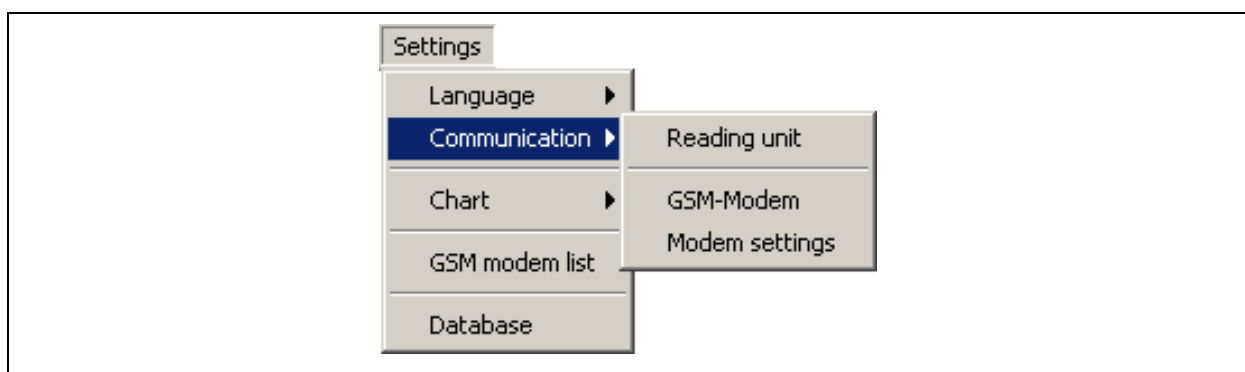 Settings
Language
Communication
Reading unit
Chart
GSM-Modem
Modem settings
GSM modem list
Database